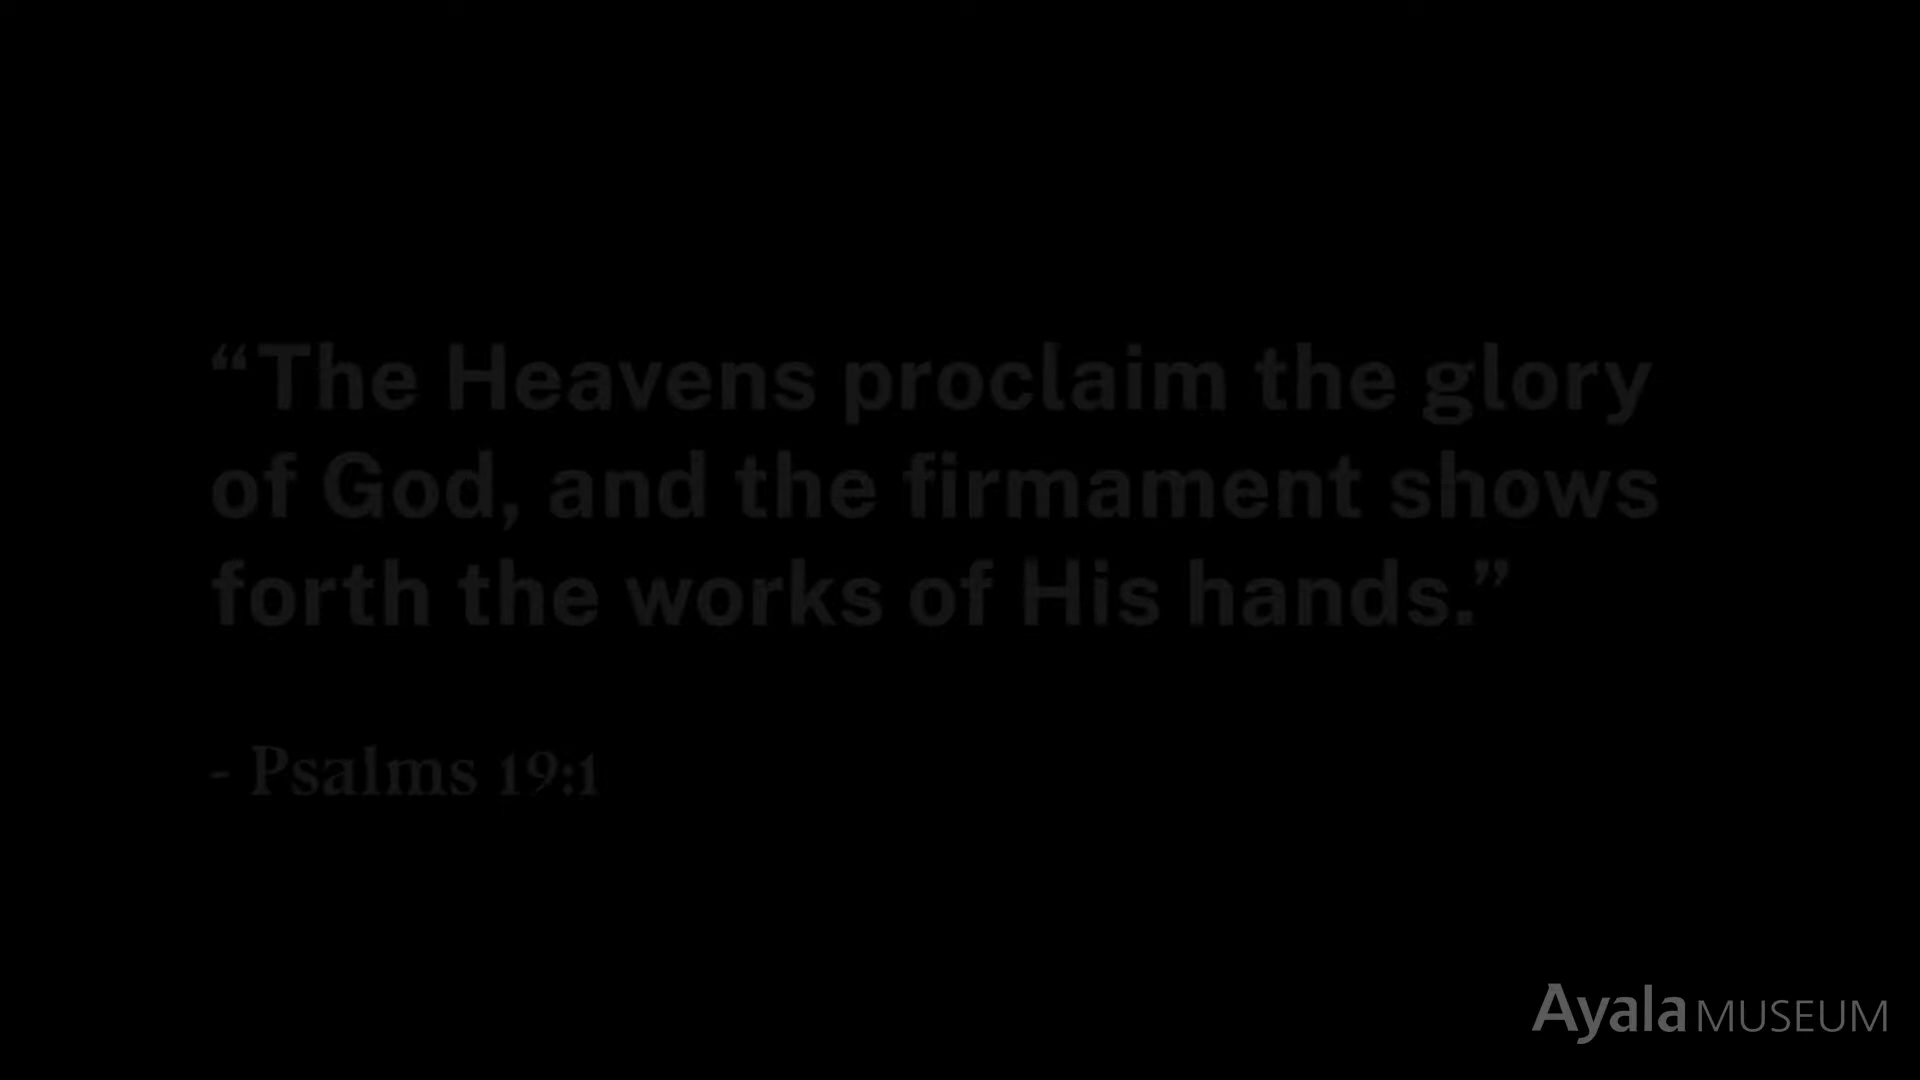 “The Heavens proclaim the glory
of God, and the firmament shows
forth the works of His hands.”
- Psalms 19:1
Ayala MUSEUM